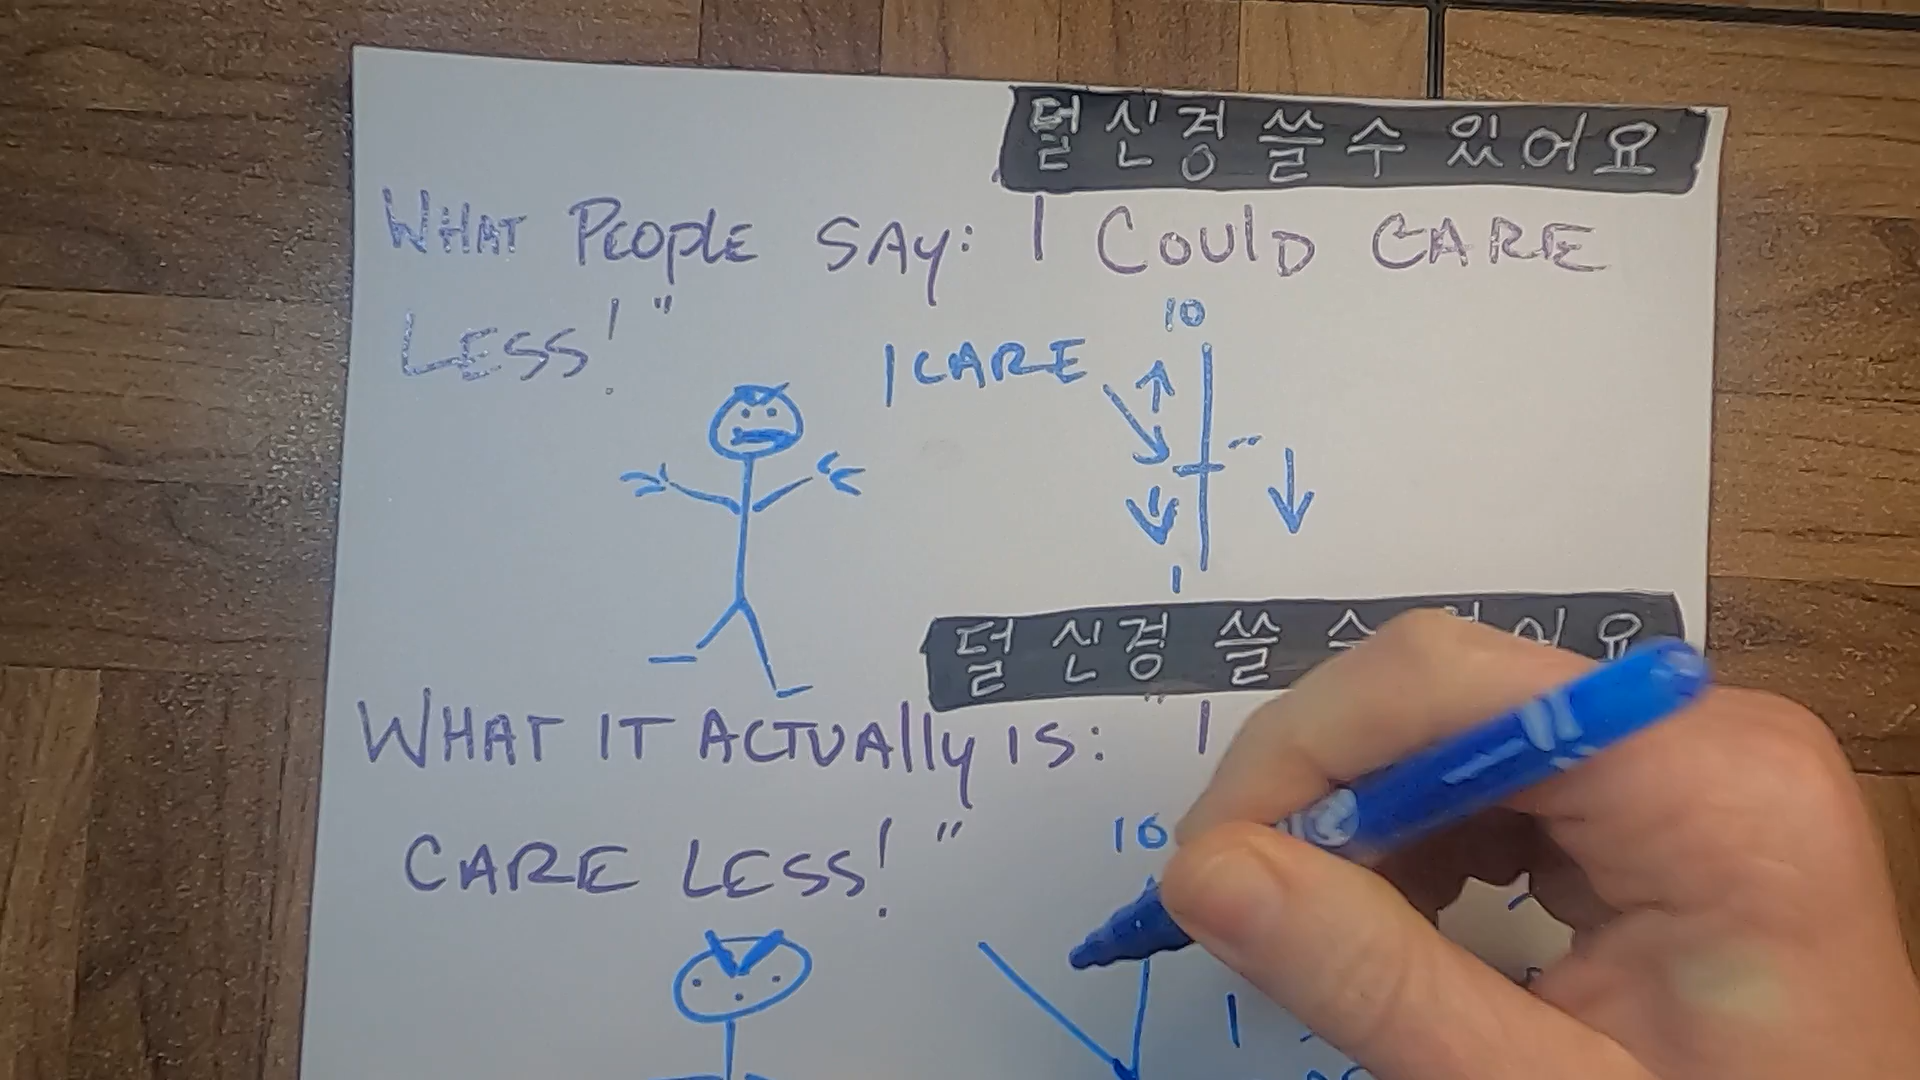 덜 신경 쓸 수 있어요
WHAT PEOPLE SAY: I COULD CARE
LESS!"
10
I CARE
1
덜 신경 쓸 수
WHAT IT ACTUALLY IS: "I
CARE LESS!"
10